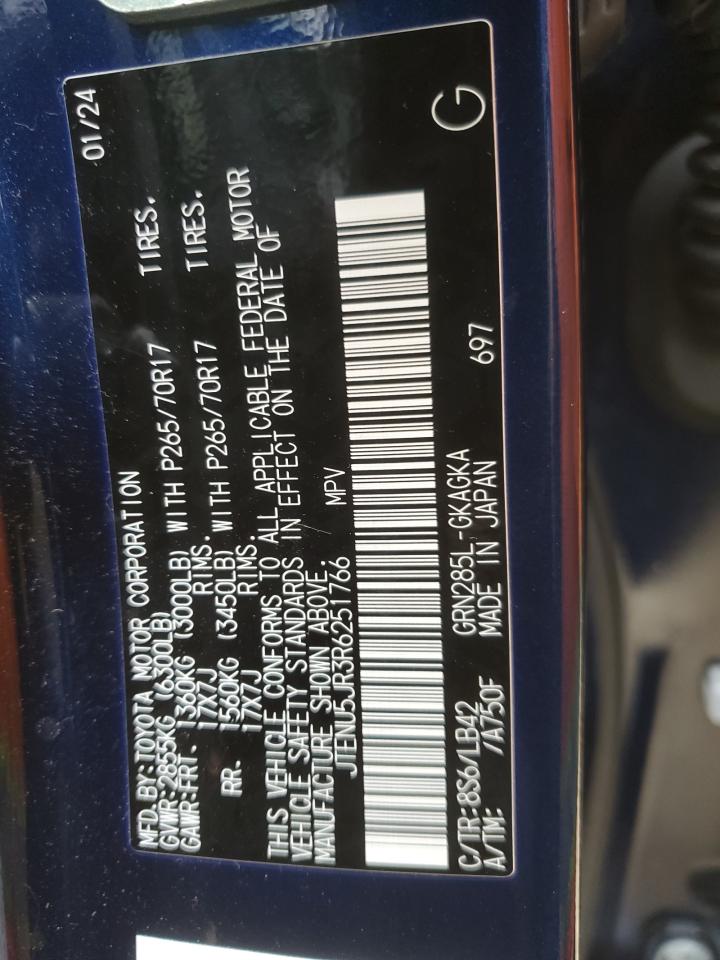 MFD.BY:TOYOTA MOTOR CORPORATION 01/24
GVWR:2855KG (6300LB)
GAWR:FRT. 1360KG (3000LB) WITH P265/70R17 TIRES.
17X7J RIMS.
RR. 1560KG (3450LB) WITH P265/70R17 TIRES.
17X7J RIMS.
THIS VEHICLE CONFORMS TO ALL APPLICABLE FEDERAL MOTOR
VEHICLE SAFETY STANDARDS IN EFFECT ON THE DATE OF
MANUFACTURE SHOWN ABOVE.
JTENU5JR3R6251766 MPV
C/TR:8S6/LB42 GRN285L-GKAGKA G
A/TM: /A750F MADE IN JAPAN 697